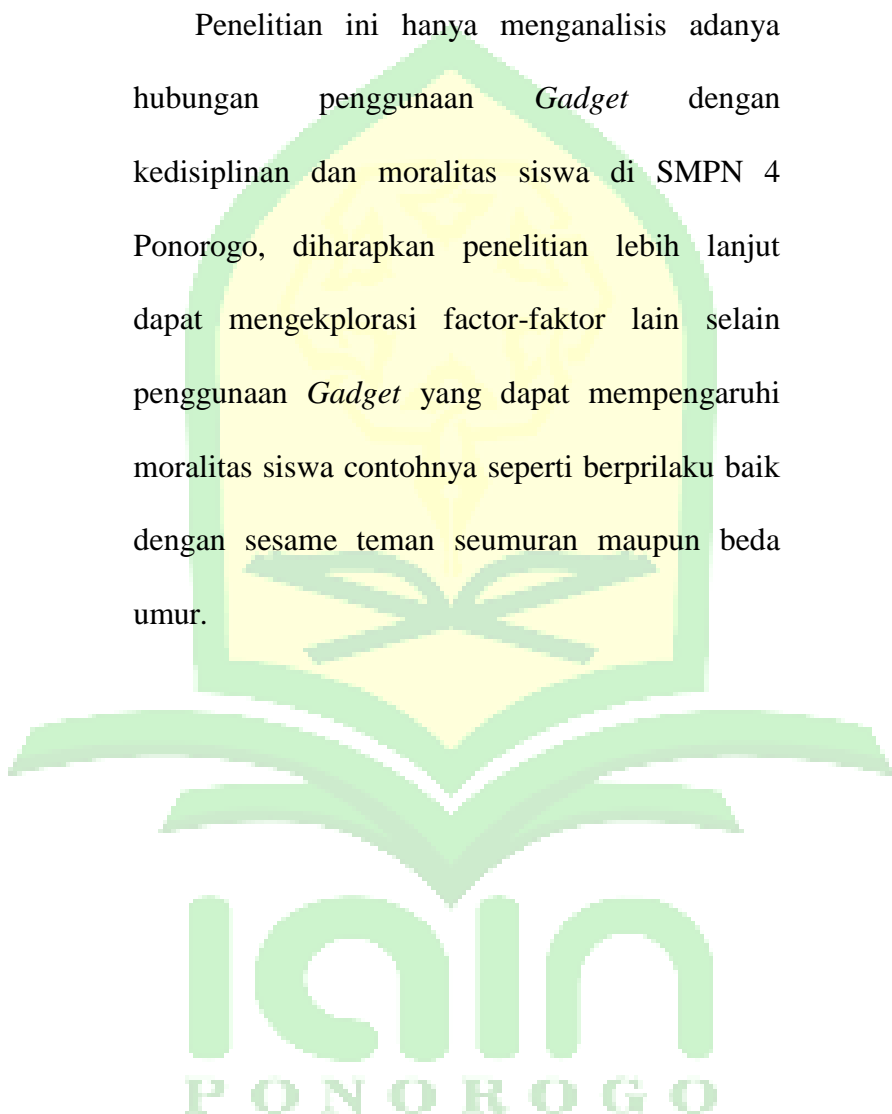 Penelitian ini hanya menganalisis adanya
hubungan penggunaan Gadget dengan
kedisiplinan dan moralitas siswa di SMPN 4
Ponorogo, diharapkan penelitian lebih lanjut
dapat mengekplorasi factor-faktor lain selain
penggunaan Gadget yang dapat mempengaruhi
moralitas siswa contohnya seperti berprilaku baik
dengan sesame teman seumuran maupun beda
umur.
iain
PONOROGO